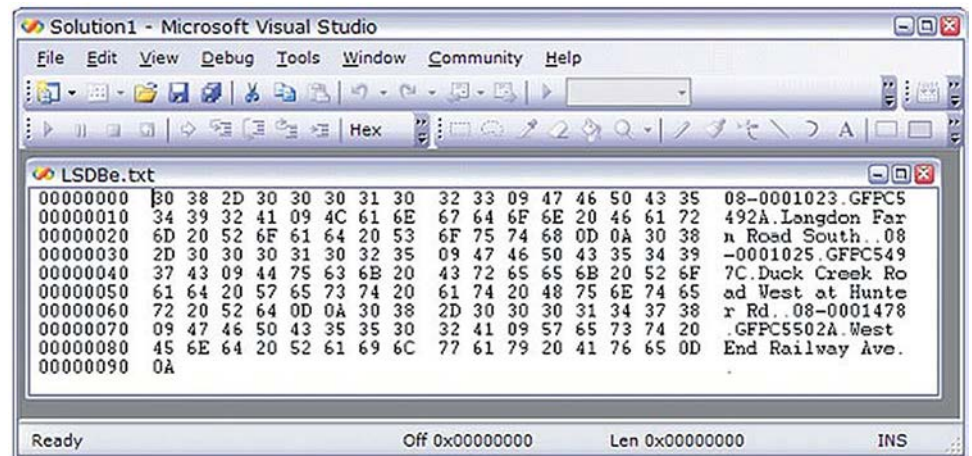 Solution1 - Microsoft Visual Studio
File Edit View Debug Tools Window Community Help
Hex
A
LSDBe.txt
00000000 30 38 2D 30 30 30 31 30 32 33 09 47 46 50 43 35 08-0001023.GFPC5
00000010 34 39 32 41 09 4C 61 6E 67 64 6F 6E 20 46 61 72 492A.Langdon Far
00000020 6D 20 52 6F 61 64 20 53 6F 75 74 68 0D 0A 30 38 m Road South..08
00000030 2D 30 30 30 31 30 32 35 09 47 46 50 43 35 34 39 -0001025.GFPC549
00000040 37 43 09 44 75 63 6B 20 43 72 65 65 6B 20 52 6F 7C.Duck Creek Ro
00000050 61 64 20 57 65 73 74 20 61 74 20 48 75 6E 74 65 ad West at Hunte
00000060 72 20 52 64 0D 0A 30 38 2D 30 30 30 31 34 37 38 r Rd..08-0001478
00000070 09 47 46 50 43 35 35 30 32 41 09 57 65 73 74 20 .GFPC5502A.West
00000080 45 6E 64 20 52 61 69 6C 77 61 79 20 41 76 65 0D End Railway Ave.
00000090 0A .
Ready Off 0x00000000 Len 0x00000000 INS